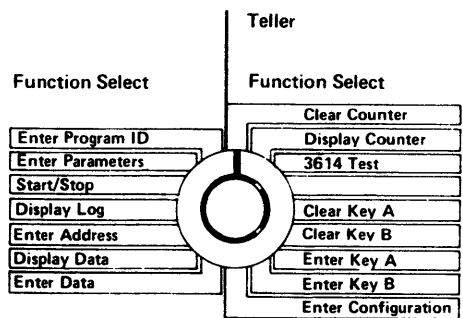 Teller
Function Select
Function Select
Clear Counter
Enter Program ID
Display Counter
Enter Parameters
3614 Test
Start/Stop
Display Log
Clear Key A
Enter Address
Clear Key B
Display Data
Enter Key A
Enter Data
Enter Key B
Enter Configuration